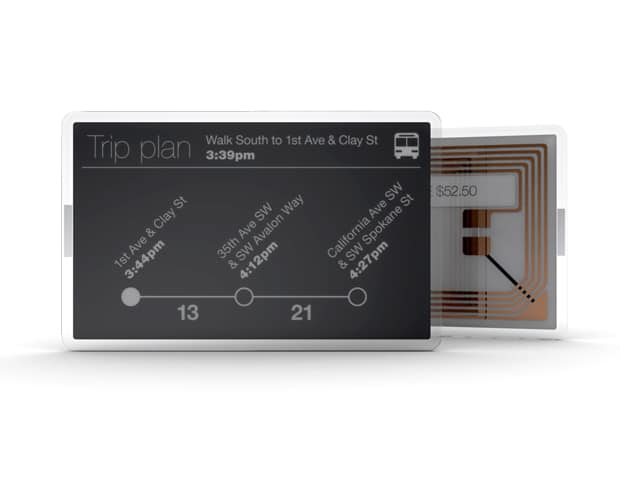 Trip plan
Walk South to 1st Ave & Clay St
3:39pm
1st Ave & Clay St
3:44pm
35th Ave SW
& SW Avalon Way
4:12pm
California Ave SW
& SW Spokane St
4:27pm
13
21
$52.50